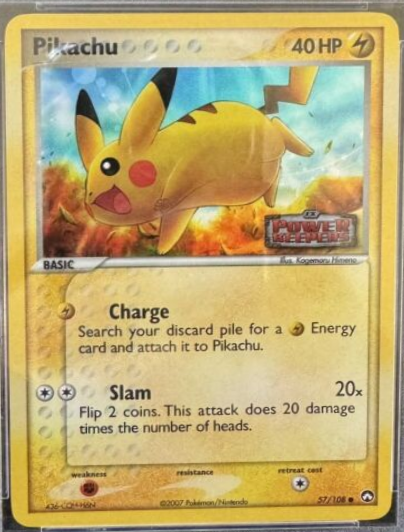 Pikachu 40 HP
ex
POWER
KEEPERS
BASIC Illus. Kagemaru Himeno
Charge
Search your discard pile for a Energy
card and attach it to Pikachu.
Slam 20x
Flip 2 coins. This attack does 20 damage
times the number of heads.
weakness resistance retreat cost
©2007 Pokémon/Nintendo 57/108